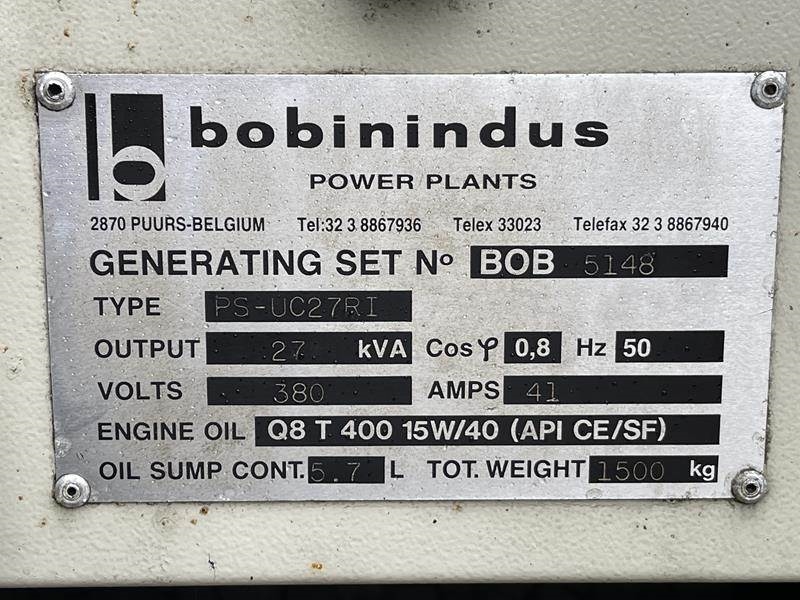 b bobinindus
POWER PLANTS
2870 PUURS-BELGIUM Tel:32 3 8867936 Telex 33023 Telefax 32 3 8867940
GENERATING SET Nº BOB 5148
TYPE PS-UC27RI
OUTPUT 27 kVA Cos φ 0,8 Hz 50
VOLTS 380 AMPS 41
ENGINE OIL Q8 T 400 15W/40 (API CE/SF)
OIL SUMP CONT. 5.7 L TOT. WEIGHT 1500 kg